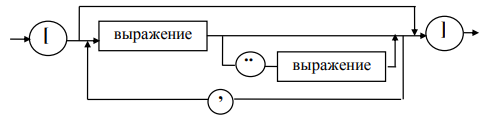 [ выражение ]
.. выражение
,